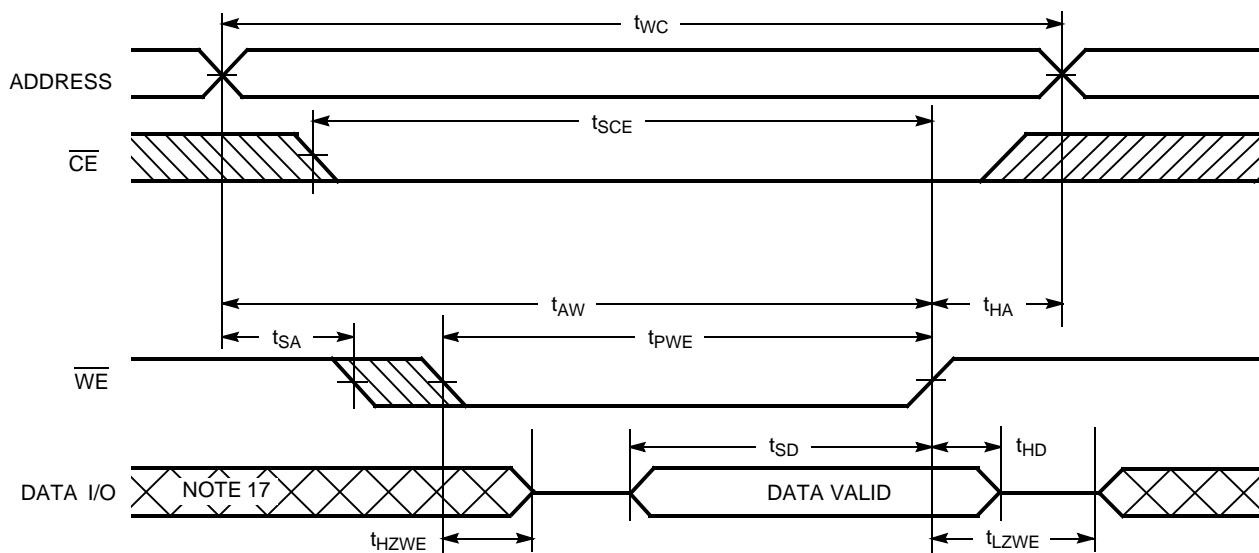 tWC
ADDRESS
tSCE
CE
tAW
tHA
tSA
tPWE
WE
tSD
tHD
DATA I/O
NOTE 17
DATA VALID
tHZWE
tLZWE